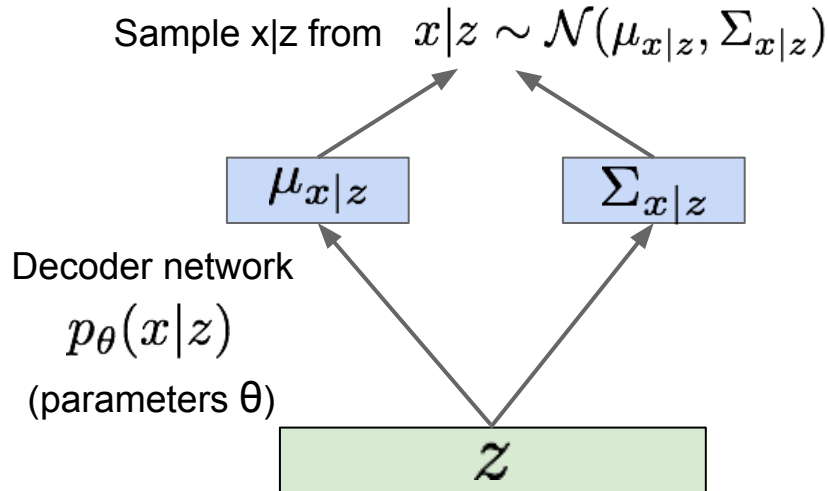 Sample x|z from x|z ∼ 𝒩(μ_{x|z}, Σ_{x|z})
μ_{x|z} Σ_{x|z}
Decoder network
p_θ(x|z)
(parameters θ)
z